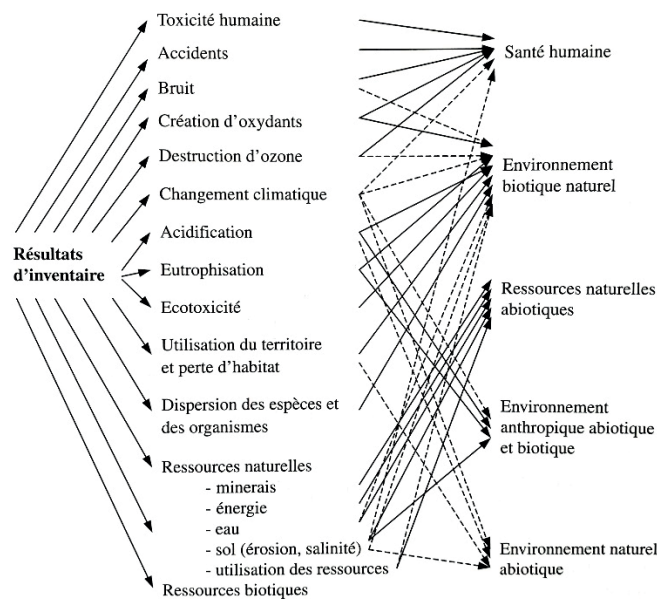 Toxicité humaine
Accidents
Bruit
Création d'oxydants
Destruction d'ozone
Changement climatique
Acidification
Eutrophisation
Ecotoxicité
Utilisation du territoire
et perte d'habitat
Dispersion des espèces et
des organismes
Ressources naturelles
- minerais
- énergie
- eau
- sol (érosion, salinité)
- utilisation des ressources
Ressources biotiques
Résultats
d'inventaire
Santé humaine
Environnement
biotique naturel
Ressources naturelles
abiotiques
Environnement
anthropique abiotique
et biotique
Environnement naturel
abiotique